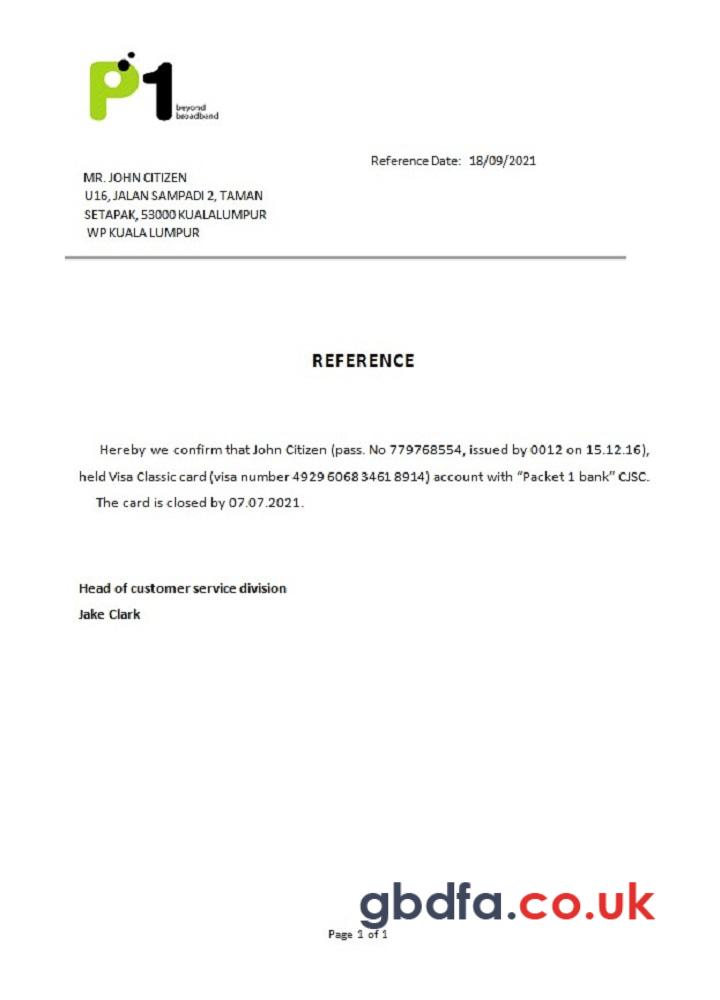 P1
beyond
broadband
Reference Date: 18/09/2021
MR. JOHN CITIZEN
U16, JALAN SAMPADI 2, TAMAN
SETAPAK, 53000 KUALALUMPUR
WP KUALA LUMPUR
REFERENCE
Hereby we confirm that John Citizen (pass. No 779768554, issued by 0012 on 15.12.16),
held Visa Classic card (visa number 4929 6068 3461 8914) account with “Packet 1 bank” CJSC.
The card is closed by 07.07.2021.
Head of customer service division
Jake Clark
gbdfa.co.uk
Page 1 of 1